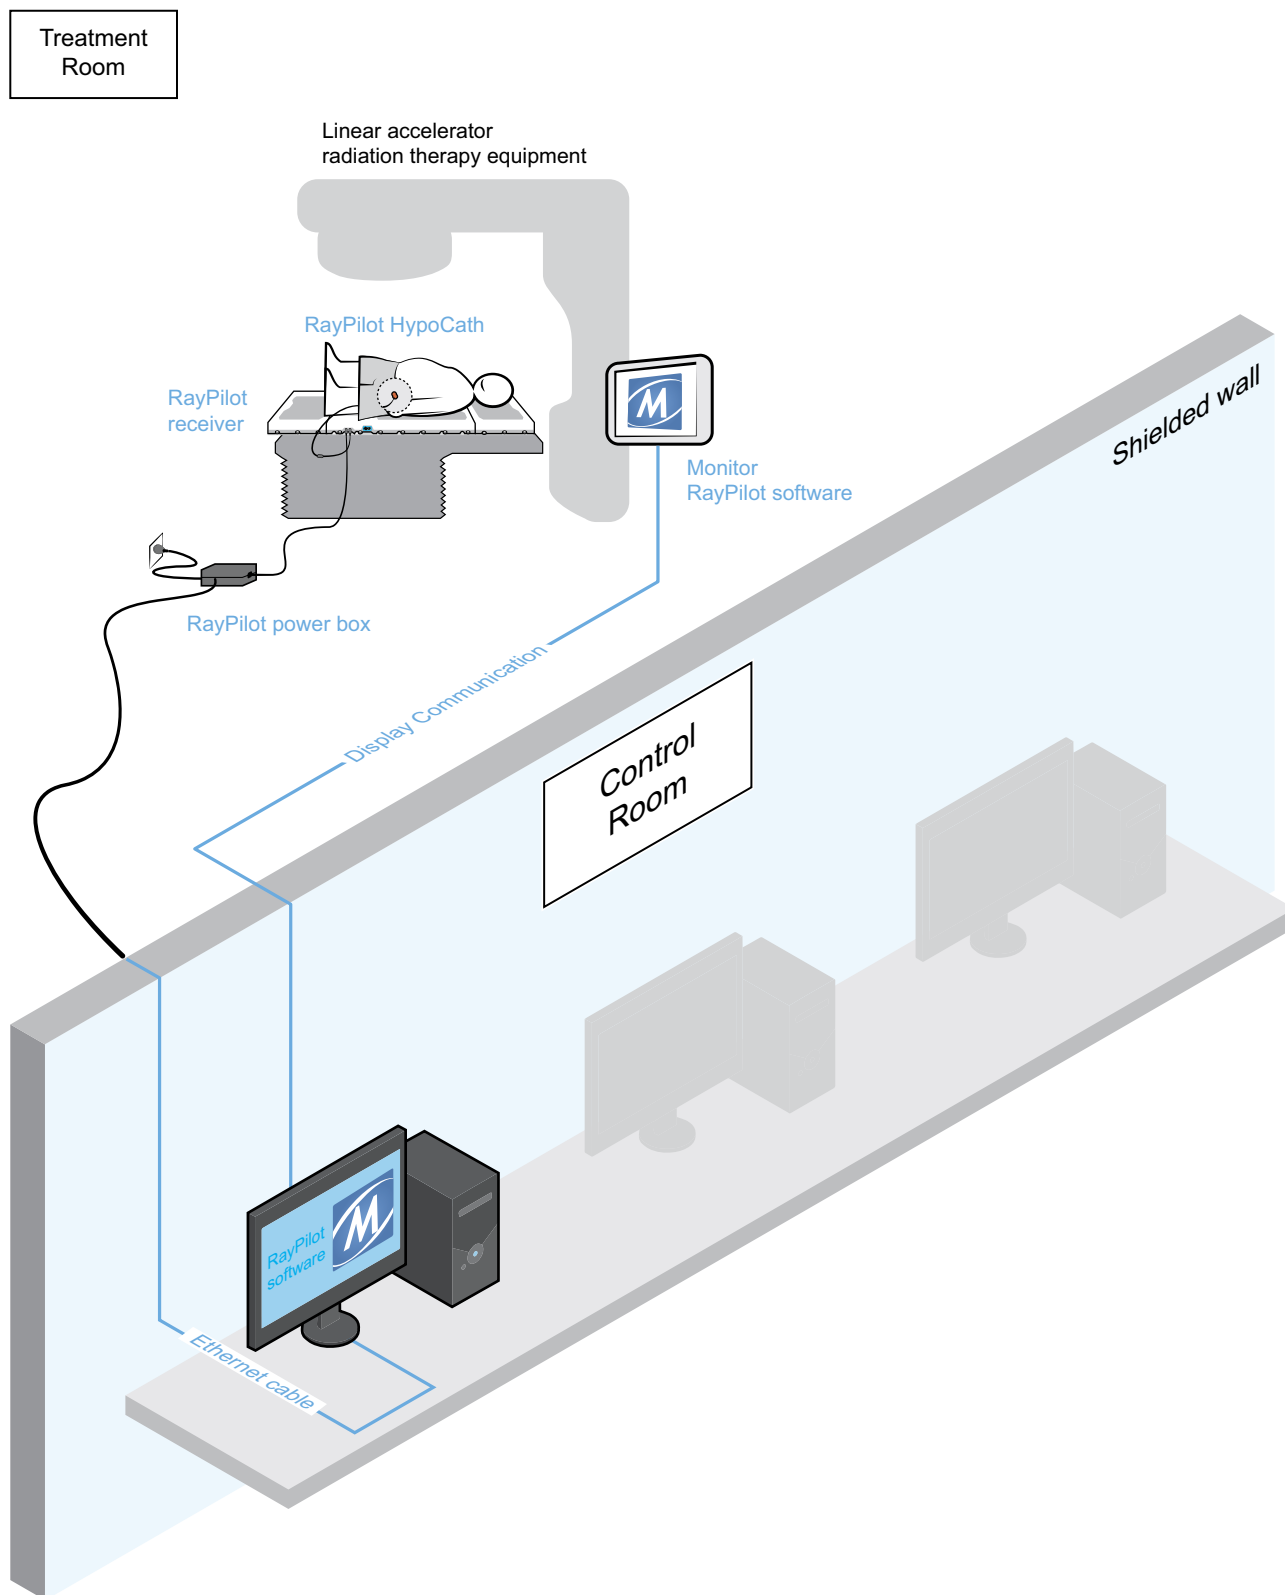 Treatment
Room
Linear accelerator
radiation therapy equipment
RayPilot HypoCath
RayPilot
receiver
M
Monitor
RayPilot software
Shielded wall
RayPilot power box
Display Communication
Control
Room
RayPilot
software
M
Ethernet cable